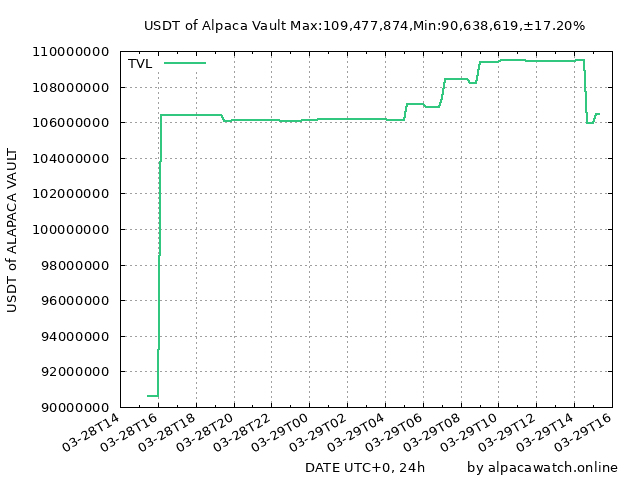 USDT of Alpaca Vault Max:109,477,874,Min:90,638,619,±17.20%
TVL
110000000
108000000
106000000
104000000
102000000
100000000
98000000
96000000
94000000
92000000
90000000
USDT of ALAPACA VAULT
03-28T14
03-28T16
03-28T18
03-28T20
03-28T22
03-29T00
03-29T02
03-29T04
03-29T06
03-29T08
03-29T10
03-29T12
03-29T14
03-29T16
DATE UTC+0, 24h
by alpacawatch.online